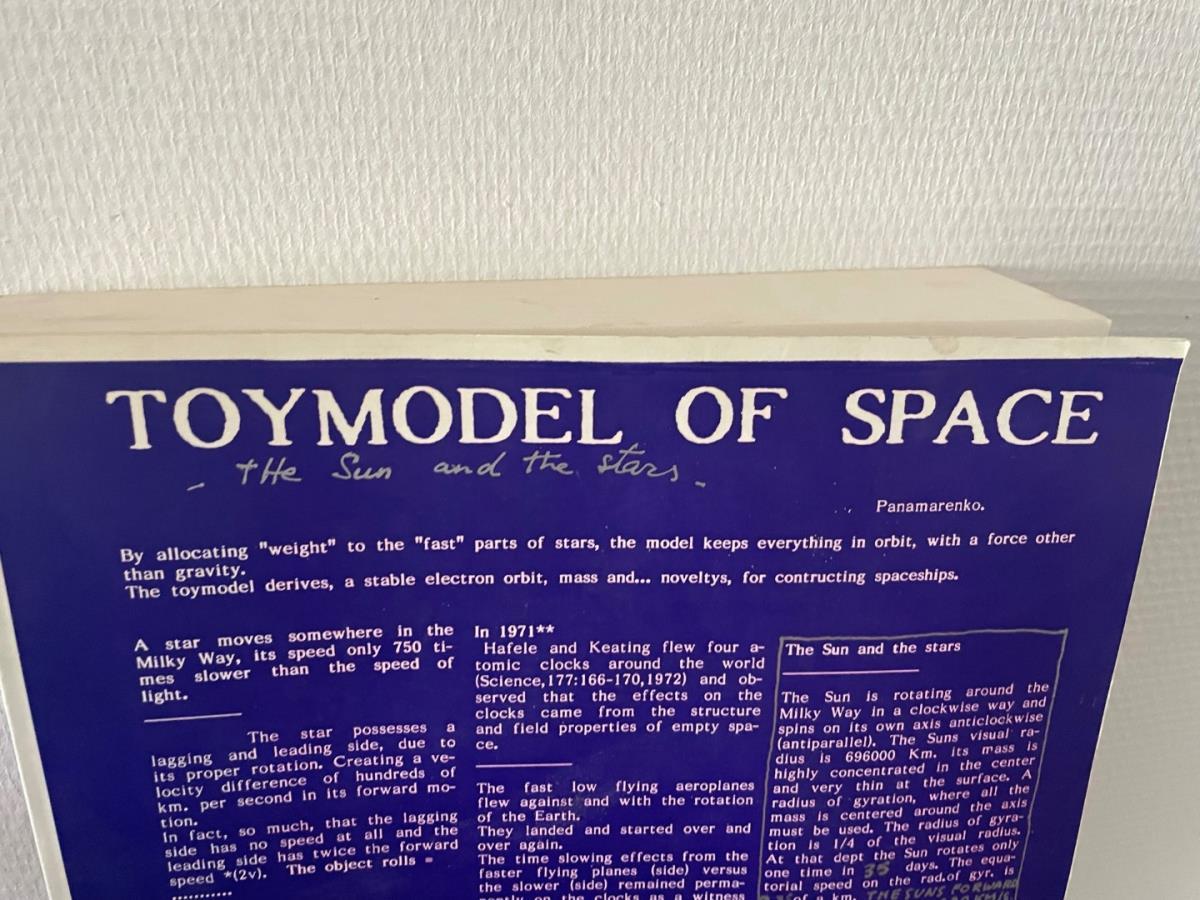 TOYMODEL OF SPACE
- tHe Sun and the stars -
Panamarenko.
By allocating "weight" to the "fast" parts of stars, the model keeps everything in orbit, with a force other
than gravity.
The toymodel derives, a stable electron orbit, mass and... noveltys, for contructing spaceships.
A star moves somewhere in the
Milky Way, its speed only 750 ti-
mes slower than the speed of
light.
The star possesses a
lagging and leading side, due to
its proper rotation. Creating a ve-
locity difference of hundreds of
km. per second in its forward mo-
tion.
In fact, so much, that the lagging
side has no speed at all and the
leading side has twice the forward
speed *(2v). The object rolls =
..........
In 1971**
Hafele and Keating flew four a-
tomic clocks around the world
(Science,177:166-170,1972) and ob-
served that the effects on the
clocks came from the structure
and field properties of empty spa-
ce.
The fast low flying aeroplanes
flew against and with the rotation
of the Earth.
They landed and started over and
over again.
The time slowing effects from the
faster flying planes (side) versus
the slower (side) remained perma-
nently on the clocks as a witness
The Sun and the stars
The Sun is rotating around the
Milky Way in a clockwise way and
spins on its own axis anticlockwise
(antiparallel). The Suns visual ra-
dius is 696000 Km. its mass is
highly concentrated in the center
and very thin at the surface. A
radius of gyration, where all the
mass is centered around the axis
must be used. The radius of gyra-
tion is 1/4 of the visual radius.
At that dept the Sun rotates only
one time in 35 days. The equa-
torial speed on the rad.of gyr. is
of a km. THE SUNS FORWARD